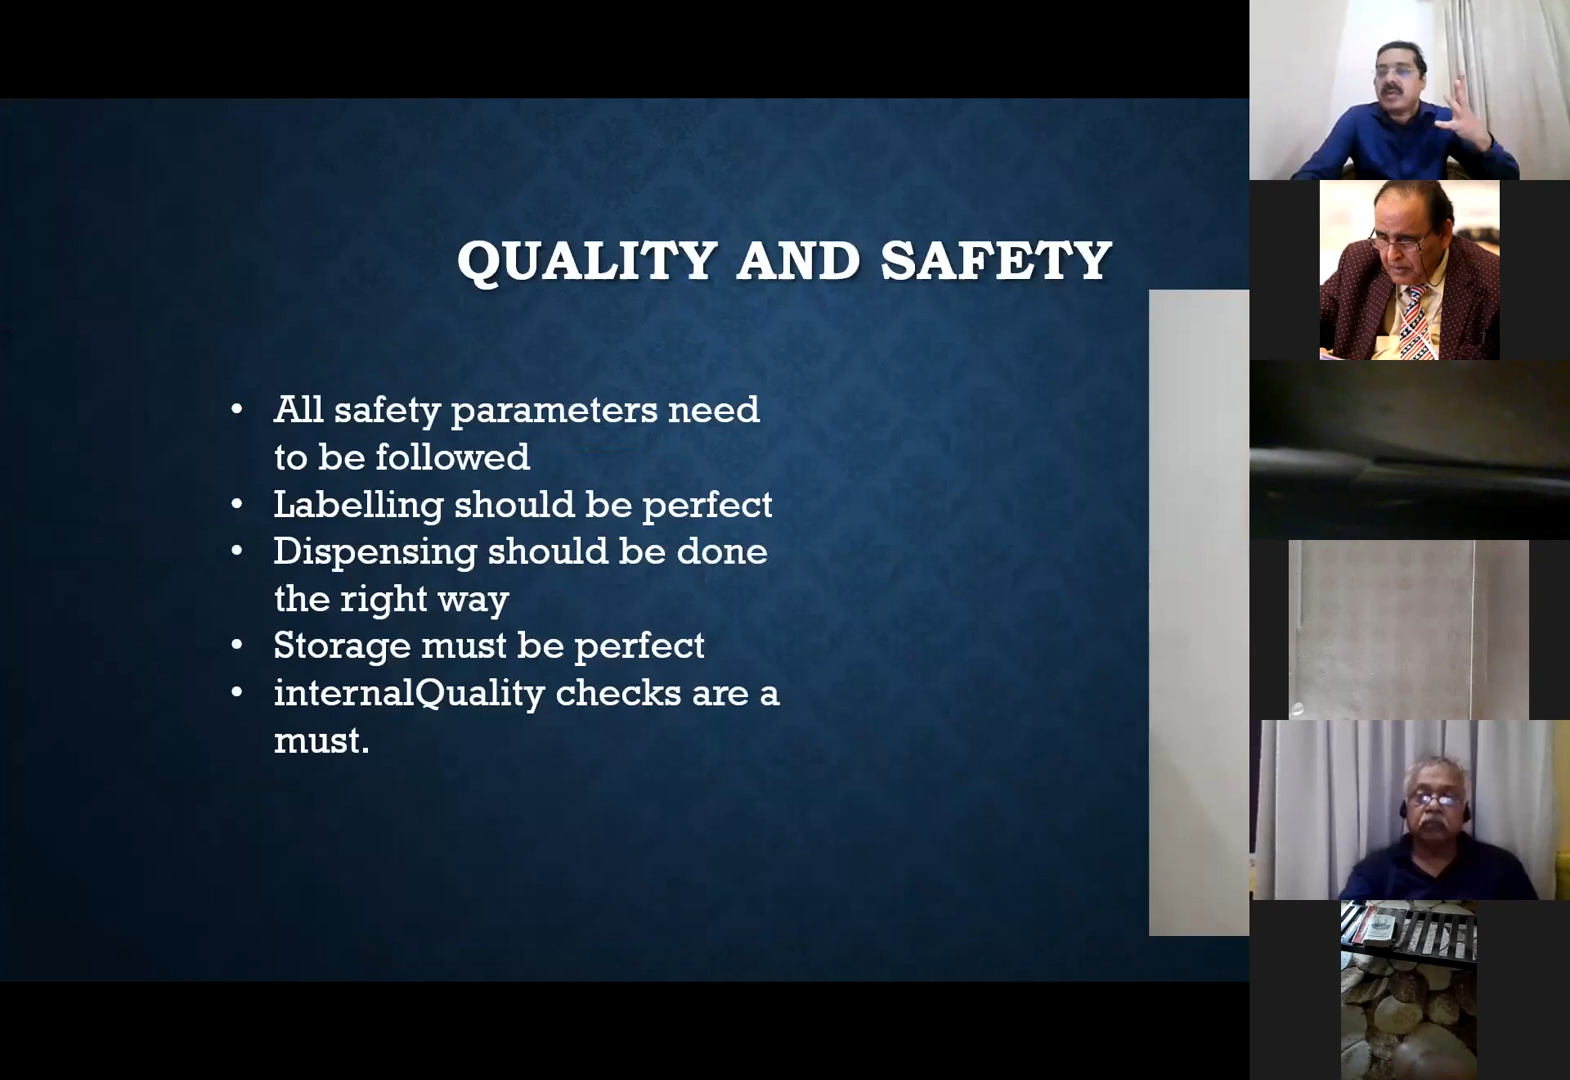 QUALITY AND SAFETY
• All safety parameters need
to be followed
• Labelling should be perfect
• Dispensing should be done
the right way
• Storage must be perfect
• internalQuality checks are a
must.